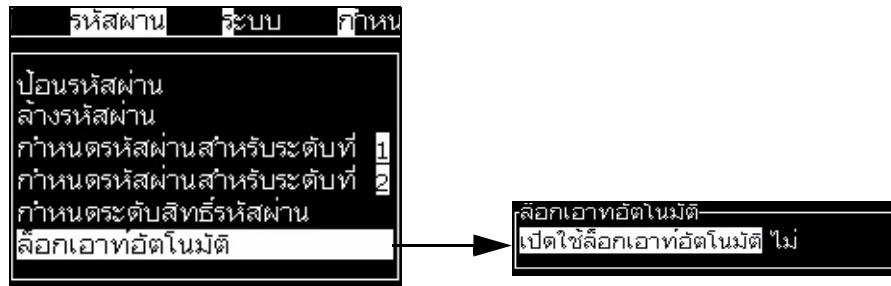 รหัสผ่าน ระบบ กำหน
ป้อนรหัสผ่าน
ล้างรหัสผ่าน
กำหนดรหัสผ่านสำหรับระดับที่ 1
กำหนดรหัสผ่านสำหรับระดับที่ 2
กำหนดระดับสิทธิ์รหัสผ่าน
ล็อกเอาท์อัตโนมัติ
ล็อกเอาทอัตโนมัติ
เปิดใช้ล็อกเอาท์อัตโนมัติ ไม่